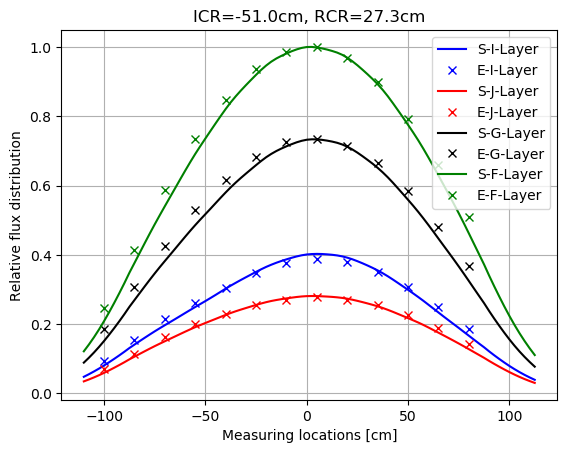 ICR=-51.0cm, RCR=27.3cm
S-I-Layer
E-I-Layer
S-J-Layer
E-J-Layer
S-G-Layer
E-G-Layer
S-F-Layer
E-F-Layer
Relative flux distribution
1.0
0.8
0.6
0.4
0.2
0.0
−100
−50
0
50
100
Measuring locations [cm]